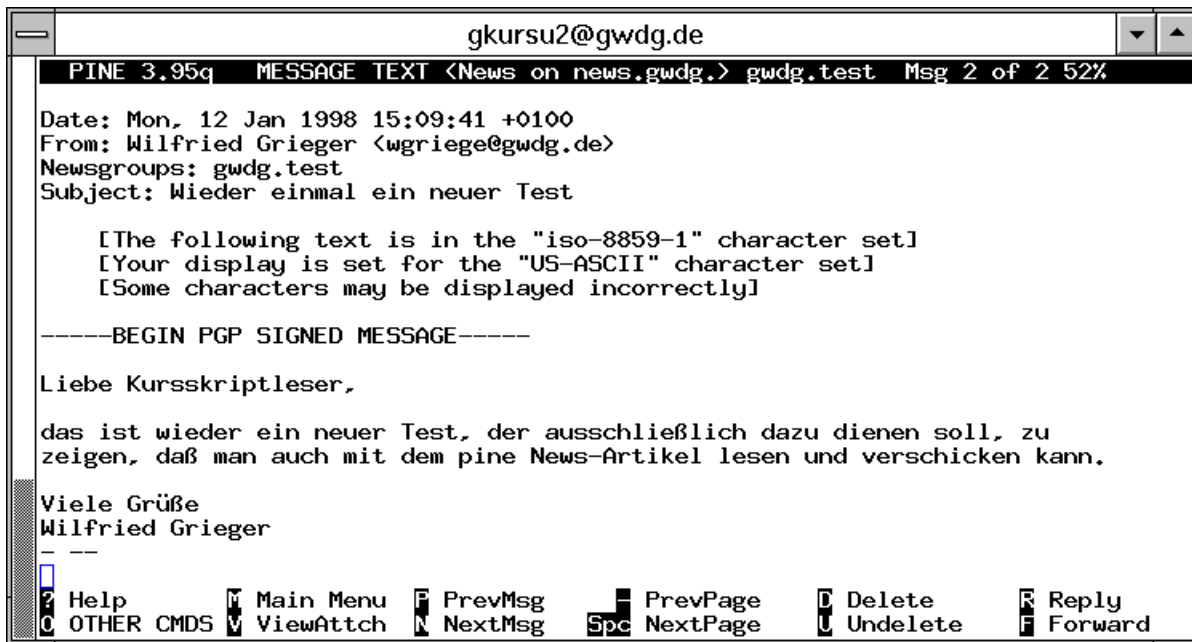 gkursu2@gwdg.de
PINE 3.95q   MESSAGE TEXT <News on news.gwdg.> gwdg.test  Msg 2 of 2 52%
Date: Mon, 12 Jan 1998 15:09:41 +0100
From: Wilfried Grieger <wgriege@gwdg.de>
Newsgroups: gwdg.test
Subject: Wieder einmal ein neuer Test
[The following text is in the "iso-8859-1" character set]
[Your display is set for the "US-ASCII" character set]
[Some characters may be displayed incorrectly]
-----BEGIN PGP SIGNED MESSAGE-----
Liebe Kursskriptleser,
das ist wieder ein neuer Test, der ausschließlich dazu dienen soll, zu
zeigen, daß man auch mit dem pine News-Artikel lesen und verschicken kann.
Viele Grüße
Wilfried Grieger
- --
? Help       M Main Menu  P PrevMsg    - PrevPage   D Delete     R Reply
O OTHER CMDS V ViewAttch  N NextMsg  Spc NextPage   U Undelete   F Forward